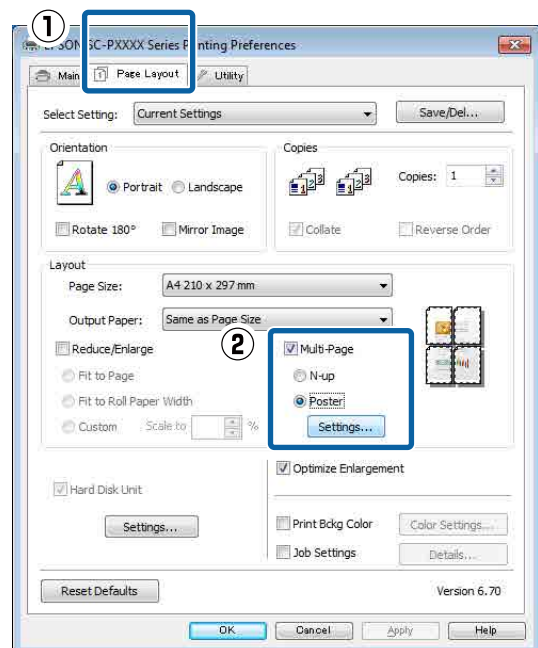 ①
EPSON SC-PXXXX Series Printing Preferences
Main Page Layout Utility
Select Setting: Current Settings Save/Del...
Orientation Copies
Portrait Landscape Copies: 1
Rotate 180° Mirror Image Collate Reverse Order
Layout
Page Size: A4 210 x 297 mm
Output Paper: Same as Page Size
②
Reduce/Enlarge Multi-Page
Fit to Page N-up
Fit to Roll Paper Width Poster
Custom Scale to % Settings...
Optimize Enlargement
Hard Disk Unit
Settings... Print Bckg Color Color Settings...
Job Settings Details...
Reset Defaults Version 6.70
OK Cancel Apply Help